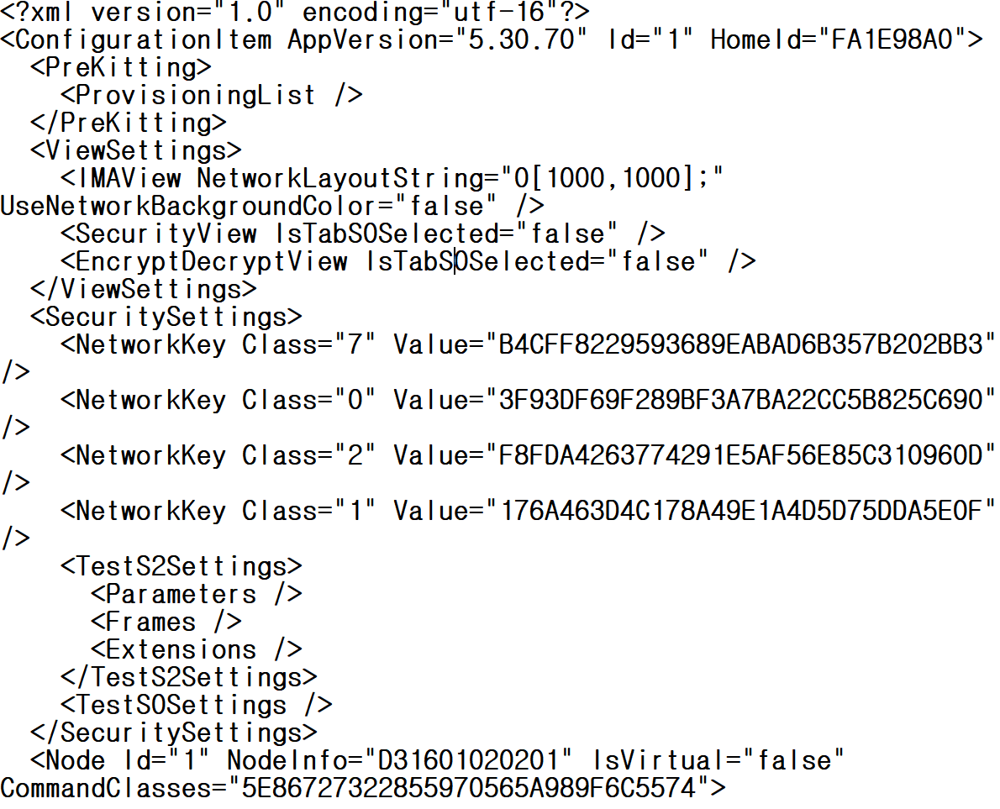 <?xml version="1.0" encoding="utf-16"?>
<ConfigurationItem AppVersion="5.30.70" Id="1" HomeId="FA1E98A0">
  <PreKitting>
    <ProvisioningList />
  </PreKitting>
  <ViewSettings>
    <IMAView NetworkLayoutString="0[1000,1000];"
UseNetworkBackgroundColor="false" />
    <SecurityView IsTabS0Selected="false" />
    <EncryptDecryptView IsTabS0Selected="false" />
  </ViewSettings>
  <SecuritySettings>
    <NetworkKey Class="7" Value="B4CFF8229593689EABAD6B357B202BB3"
/>
    <NetworkKey Class="0" Value="3F93DF69F289BF3A7BA22CC5B825C690"
/>
    <NetworkKey Class="2" Value="F8FDA4263774291E5AF56E85C310960D"
/>
    <NetworkKey Class="1" Value="176A463D4C178A49E1A4D5D75DDA5E0F"
/>
    <TestS2Settings>
      <Parameters />
      <Frames />
      <Extensions />
    </TestS2Settings>
    <TestS0Settings />
  </SecuritySettings>
  <Node Id="1" NodeInfo="D31601020201" IsVirtual="false"
CommandClasses="5E86727322855970565A989F6C5574">